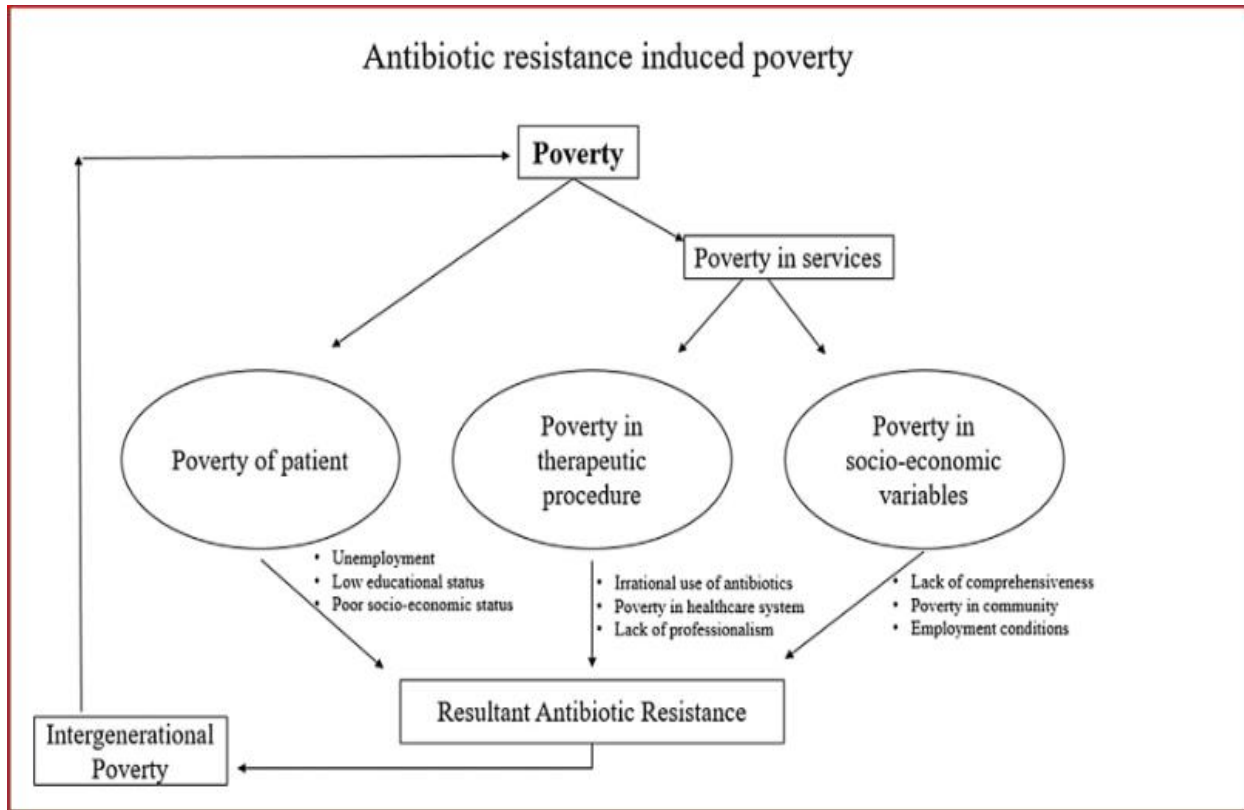 Antibiotic resistance induced poverty
Poverty
Poverty in services
Poverty of patient
Poverty in
therapeutic
procedure
Poverty in
socio-economic
variables
• Unemployment
• Low educational status
• Poor socio-economic status
• Irrational use of antibiotics
• Poverty in healthcare system
• Lack of professionalism
• Lack of comprehensiveness
• Poverty in community
• Employment conditions
Resultant Antibiotic Resistance
Intergenerational
Poverty